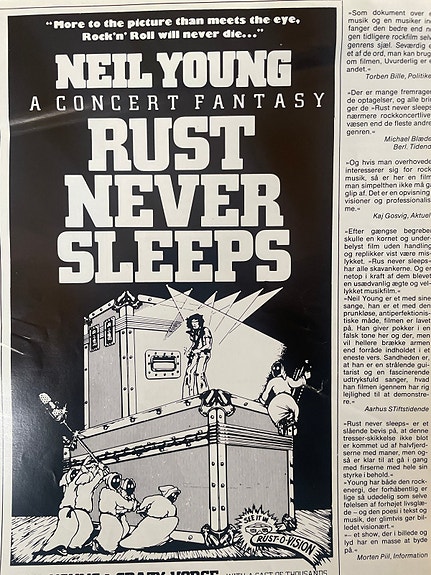 "More to the picture than meets the eye,
Rock'n' Roll will never die..."
NEIL YOUNG
A CONCERT FANTASY
RUST
NEVER
SLEEPS
SEE IT IN
RUST-O-VISION
WITH A CAST OF THOUSANDS
»Som dokument over e
musik og en musiker ind
fanger den bedre end no
gen tidligere rockfilm selv
genrens sjæl. Seværdig e
et af de ord, man kan brug
om filmen, Uvurderlig er e
andet.«
Torben Bille, Politike
»Der er mange fremrage
de optagelser, og alle brin
ger de »Rust never sleeps
nærmere rockkoncertliv
væsen end de fleste andre
genren.«
Michael Blæde
Berl. Tidend
»Og hvis man overhovede
interesserer sig for rock
musik, så er her en film
man simpelthen ikke må gå
glip af. Det er en opvisning
visioner og professionalis
me.«
Kaj Gosvig, Aktuel
»Efter gængse begreber
skulle en kornet og under
belyst film uden handling
og replikker vist være mis
lykket. »Rus never sleeps«
har alle skavankerne. Og er
netop i kraft af dem blevet
en usædvanlig ægte og vel-
lykket musikfilm.«
»Neil Young er et med sine
sange, han er et med den
prunkløse, antiperfektionis-
tiske måde, filmen er lavet
på. Han giver pokker i en
falsk tone her og der, men
vil hellere brække armen
end forråde indholdet i et
eneste vers. Sandheden er,
at han er en strålende gui-
tarist og en fascinerende
udtryksfuld sanger, hvad
han filmen igennem har rig
lejlighed til at demonstre-
re.«
Aarhus STiftstidende
»Rust never sleeps« er et
slående bevis på, at denne
tresser-skikkelse ikke blot
er kommet ud af halvfjerd-
serne med maner, men og-
så er klar til at gå i gang
med firserne med hele sin
styrke i behold.«
»Young har både den rock-
energi, der forhåbentlig er
lige så udødelig som selve
følelsen af forhøjet livsglæ-
de – og den poesi i tekst og
musik, der glimtvis gør bil-
ledet visionært.«
»– et show, der i billede og
lyd har en masse at byde
på.«
Morten Piil, Information